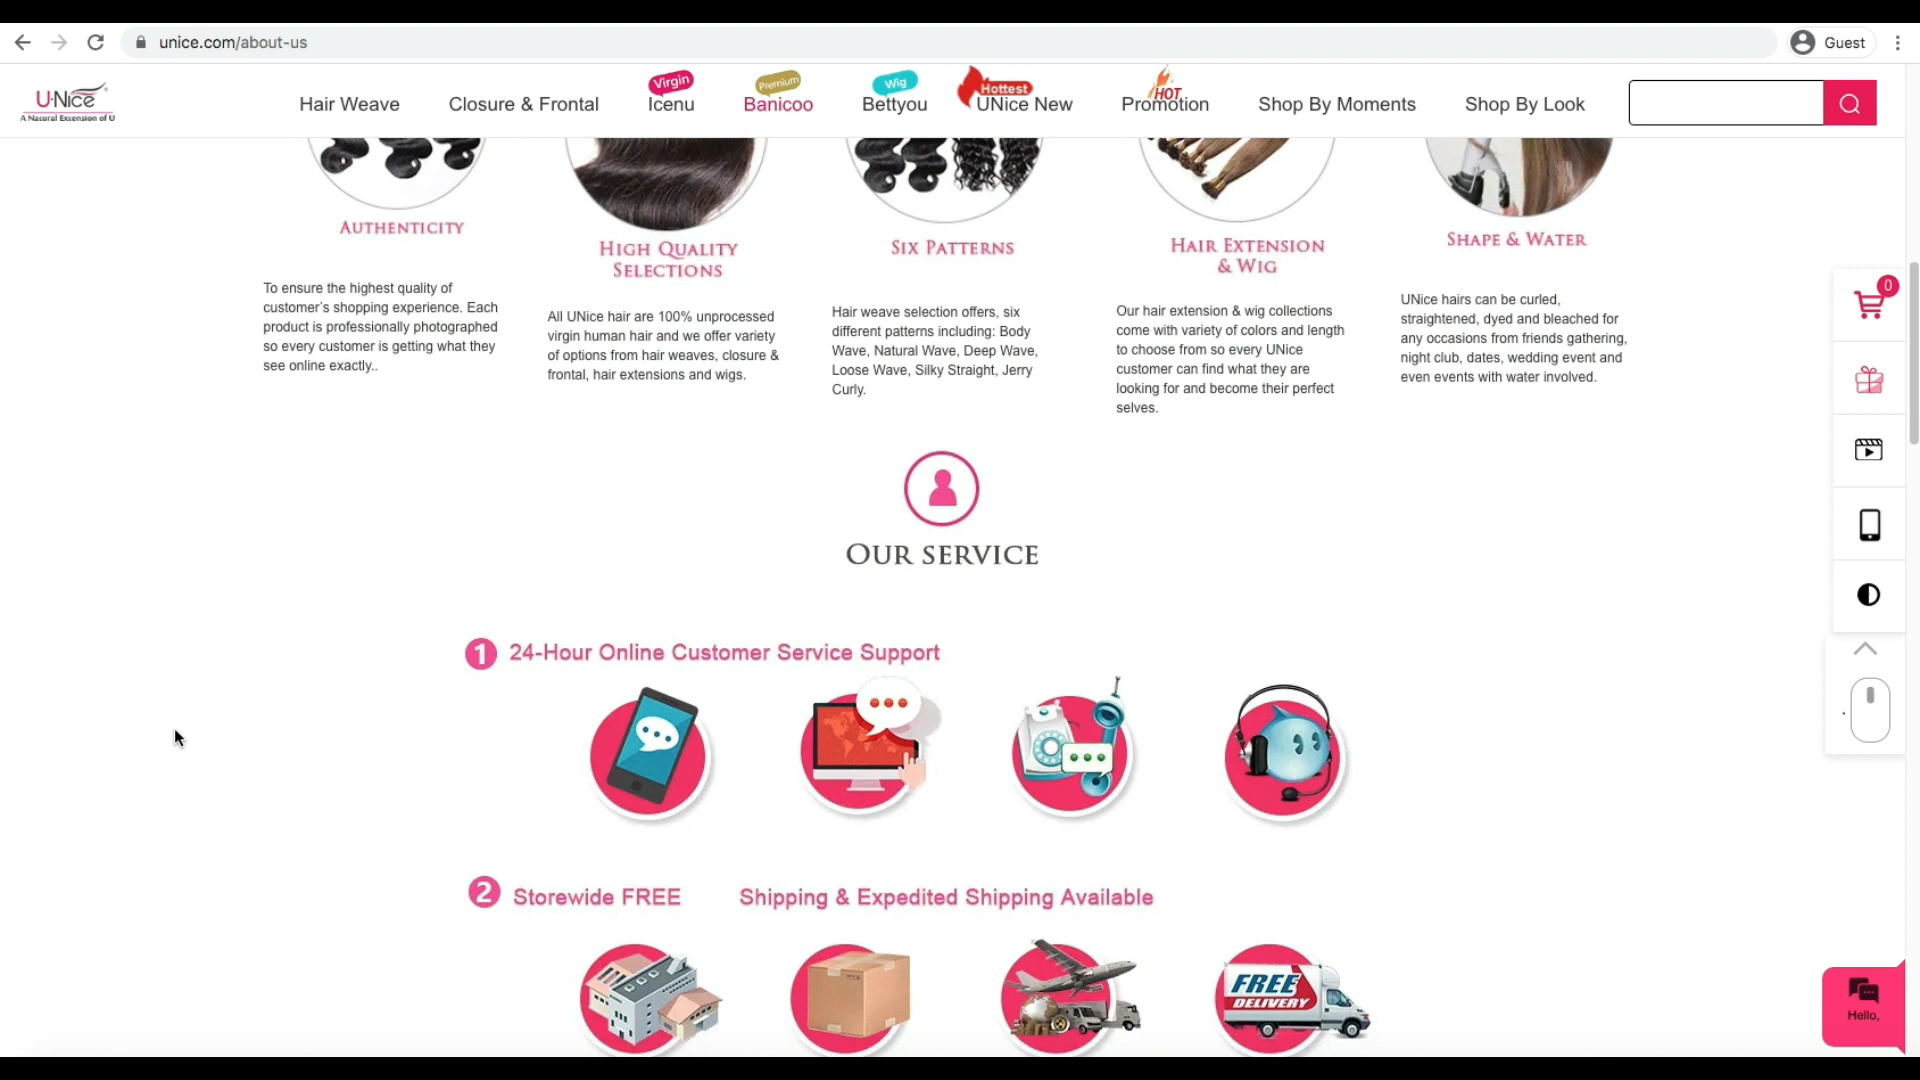 unice.com/about-us
Guest
U·NICE
A Natural Extension of U
Hair Weave
Closure & Frontal
Virgin
Icenu
Premium
Banicoo
Wig
Bettyou
Hottest
UNice New
HOT
Promotion
Shop By Moments
Shop By Look
AUTHENTICITY
To ensure the highest quality of
customer's shopping experience. Each
product is professionally photographed
so every customer is getting what they
see online exactly..
HIGH QUALITY
SELECTIONS
All UNice hair are 100% unprocessed
virgin human hair and we offer variety
of options from hair weaves, closure &
frontal, hair extensions and wigs.
SIX PATTERNS
Hair weave selection offers, six
different patterns including: Body
Wave, Natural Wave, Deep Wave,
Loose Wave, Silky Straight, Jerry
Curly.
HAIR EXTENSION
& WIG
Our hair extension & wig collections
come with variety of colors and length
to choose from so every UNice
customer can find what they are
looking for and become their perfect
selves.
SHAPE & WATER
UNice hairs can be curled,
straightened, dyed and bleached for
any occasions from friends gathering,
night club, dates, wedding event and
even events with water involved.
0
OUR SERVICE
1 24-Hour Online Customer Service Support
2 Storewide FREE Shipping & Expedited Shipping Available
FREE
DELIVERY
Hello,